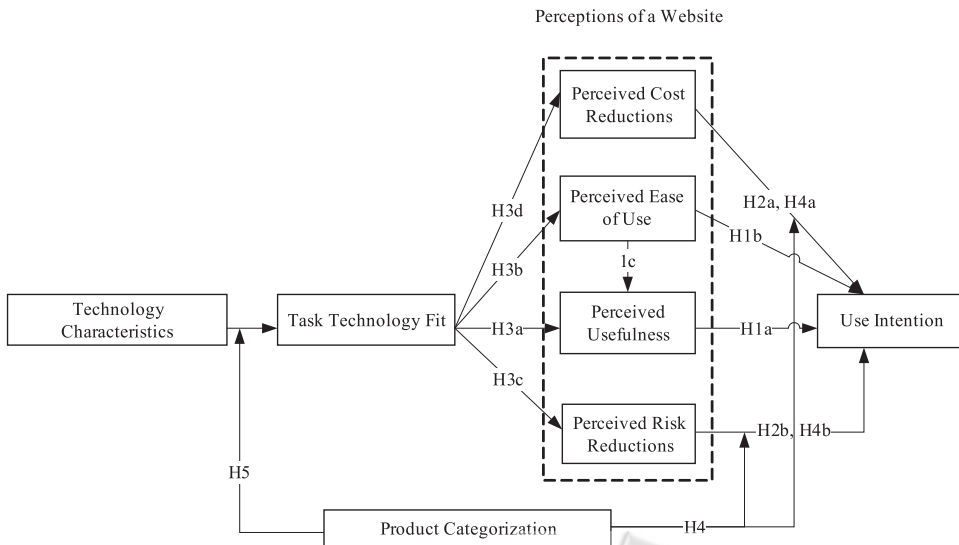 Perceptions of a Website
Perceived Cost
Reductions
H3d
Perceived Ease
of Use
H2a, H4a
H1b
H3b
1c
Technology
Characteristics
Task Technology Fit
H3a
Perceived
Usefulness
H1a
Use Intention
H3c
Perceived Risk
Reductions
H2b, H4b
H5
Product Categorization
H4